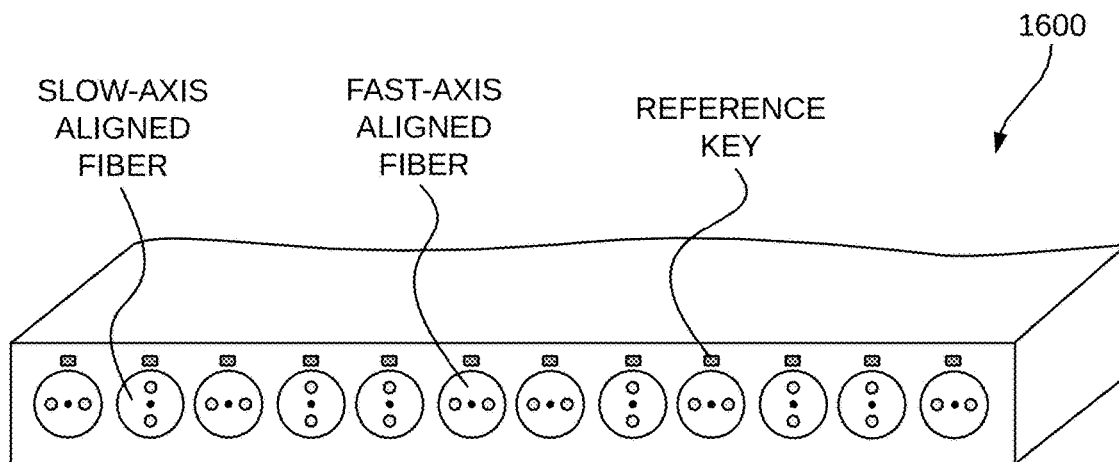 1600
SLOW-AXIS
ALIGNED
FIBER
FAST-AXIS
ALIGNED
FIBER
REFERENCE
KEY